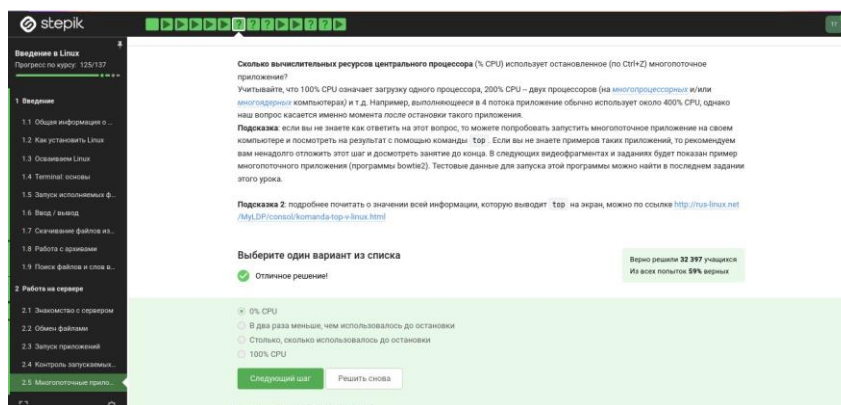 stepik
Введение в Linux
Прогресс по курсу: 125/137
1 Введение
1.1 Общая информация о ...
1.2 Как установить Linux
1.3 Осваиваем Linux
1.4 Terminal: основы
1.5 Запуск исполняемых ф...
1.6 Ввод / вывод
1.7 Скачивание файлов из...
1.8 Работа с архивами
1.9 Поиск файлов и слов в...
2 Работа на сервере
2.1 Знакомство с сервером
2.2 Обмен файлами
2.3 Запуск приложений
2.4 Контроль запускаемых...
2.5 Многопоточные прило...
Сколько вычислительных ресурсов центрального процессора (% CPU) использует остановленное (по Ctrl+Z) многопоточное
приложение?
Учитывайте, что 100% CPU означает загрузку одного процессора, 200% CPU – двух процессоров (на многопроцессорных и/или
многоядерных компьютерах) и т.д. Например, выполняющееся в 4 потока приложение обычно использует около 400% CPU, однако
наш вопрос касается именно момента после остановки такого приложения.
Подсказка: если вы не знаете как ответить на этот вопрос, то можете попробовать запустить многопоточное приложение на своем
компьютере и посмотреть на результат с помощью команды top. Если вы не знаете примеров таких приложений, то рекомендуем
вам ненадолго отложить этот шаг и досмотреть занятие до конца. В следующих видеофрагментах и заданиях будет показан пример
многопоточного приложения (программы bowtie2). Тестовые данные для запуска этой программы можно найти в последнем задании
этого урока.
Подсказка 2: подробнее почитать о значении всей информации, которую выводит top на экран, можно по ссылке http://rus-linux.net
/MyLDP/consol/komanda-top-v-linux.html
Выберите один вариант из списка
Отличное решение!
Верно решили 32 397 учащихся
Из всех попыток 59% верных
0% CPU
В два раза меньше, чем использовалось до остановки
Столько, сколько использовалось до остановки
100% CPU
Следующий шаг
Решить снова